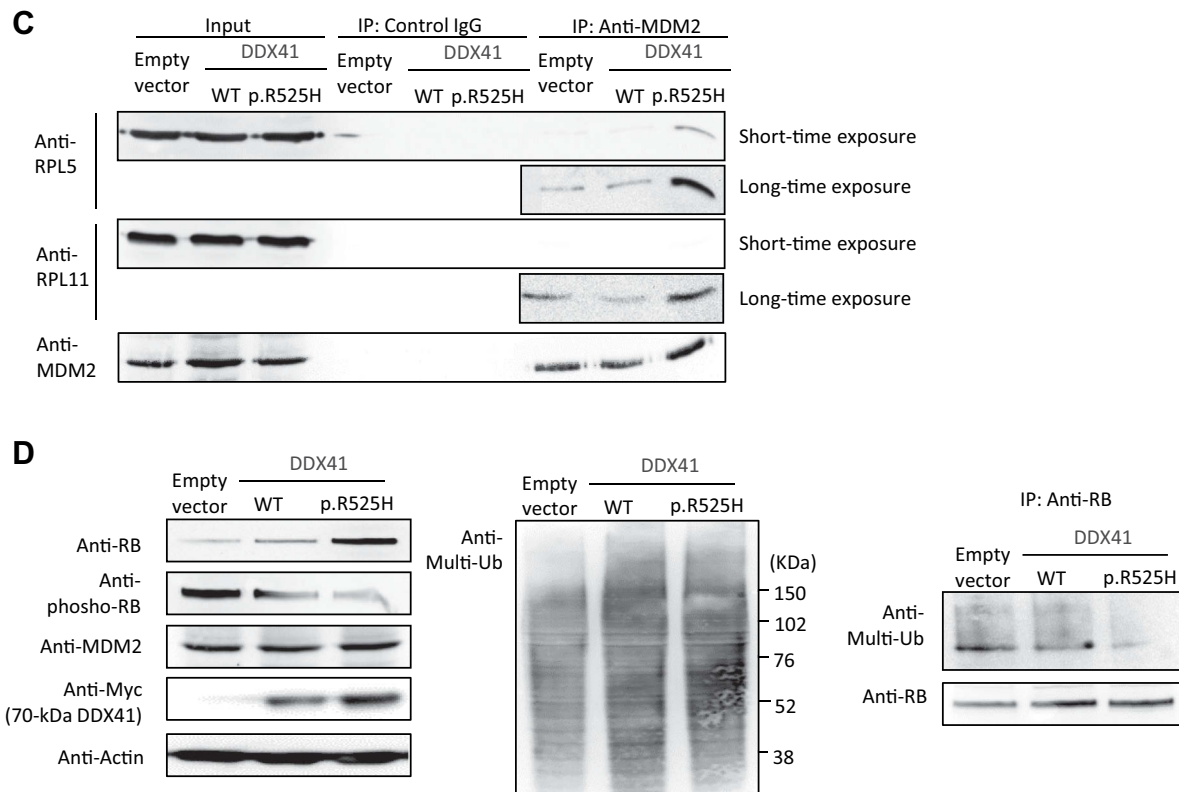 C
Input
IP: Control IgG
IP: Anti-MDM2
Empty
vector
DDX41
WT p.R525H
Empty
vector
DDX41
WT p.R525H
Empty
vector
DDX41
WT p.R525H
Anti-
RPL5
Short-time exposure
Long-time exposure
Anti-
RPL11
Short-time exposure
Long-time exposure
Anti-
MDM2
D
Empty
vector
DDX41
WT
p.R525H
Anti-RB
Anti-
phosho-RB
Anti-MDM2
Anti-Myc
(70-kDa DDX41)
Anti-Actin
Empty
vector
DDX41
WT
p.R525H
Anti-
Multi-Ub
(KDa)
150
102
76
52
38
IP: Anti-RB
Empty
vector
DDX41
WT
p.R525H
Anti-
Multi-Ub
Anti-RB